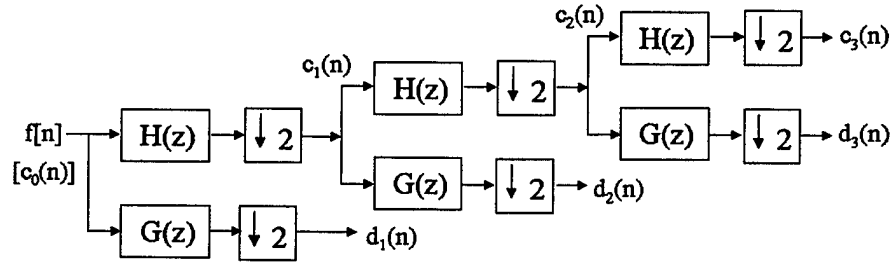 c₂(n)
H(z)
↓ 2
c₃(n)
c₁(n)
H(z)
↓ 2
f[n]
H(z)
↓ 2
G(z)
↓ 2
d₃(n)
[c₀(n)]
G(z)
↓ 2
d₂(n)
G(z)
↓ 2
d₁(n)